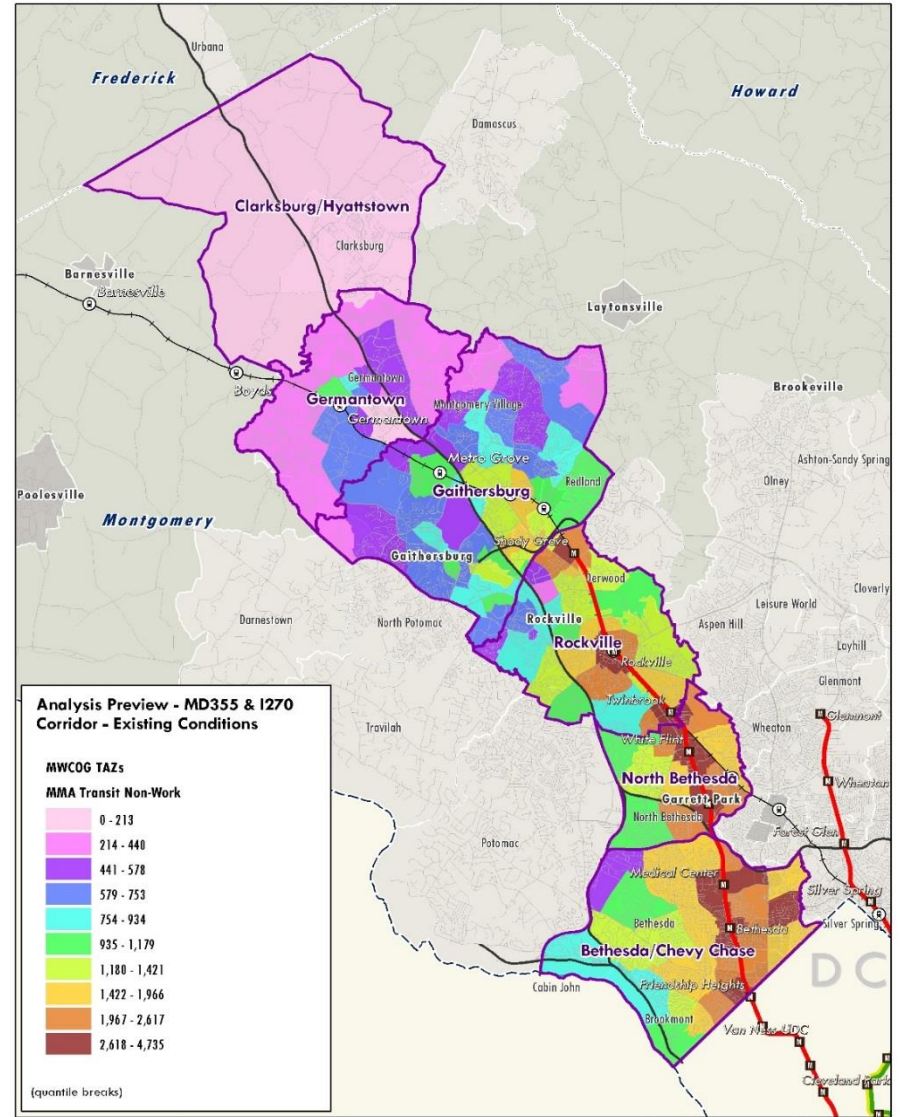 Urbana
Frederick
Howard
Damascus
Clarksburg/Hyattstown
Clarksburg
Barnesville
Barnesville
Laytonsville
Boyds
Germantown
Germantown
Germantown
Montgomery Village
Brookeville
Metro Grove
Ashton-Sandy Spring
Olney
Redland
Poolesville
Gaithersburg
Montgomery
Shady Grove
Gaithersburg
Derwood
Cloverly
Leisure World
Darnestown
North Potomac
Rockville
Aspen Hill
Layhill
Rockville
Rockville
Glenmont
Twinbrook
Glenmont
Travilah
White Flint
Wheaton
Wheaton
North Bethesda
Garrett Park
North Bethesda
Forest Glen
Potomac
Medical Center
Silver Spring
Bethesda
Bethesda
Silver Spring
Bethesda/Chevy Chase
DC
Cabin John
Friendship Heights
Brookmont
Van Ness-UDC
Cleveland Park
Analysis Preview - MD355 & I270
Corridor - Existing Conditions
MWCOG TAZs
MMA Transit Non-Work
0 - 213
214 - 440
441 - 578
579 - 753
754 - 934
935 - 1,179
1,180 - 1,421
1,422 - 1,966
1,967 - 2,617
2,618 - 4,735
(quantile breaks)